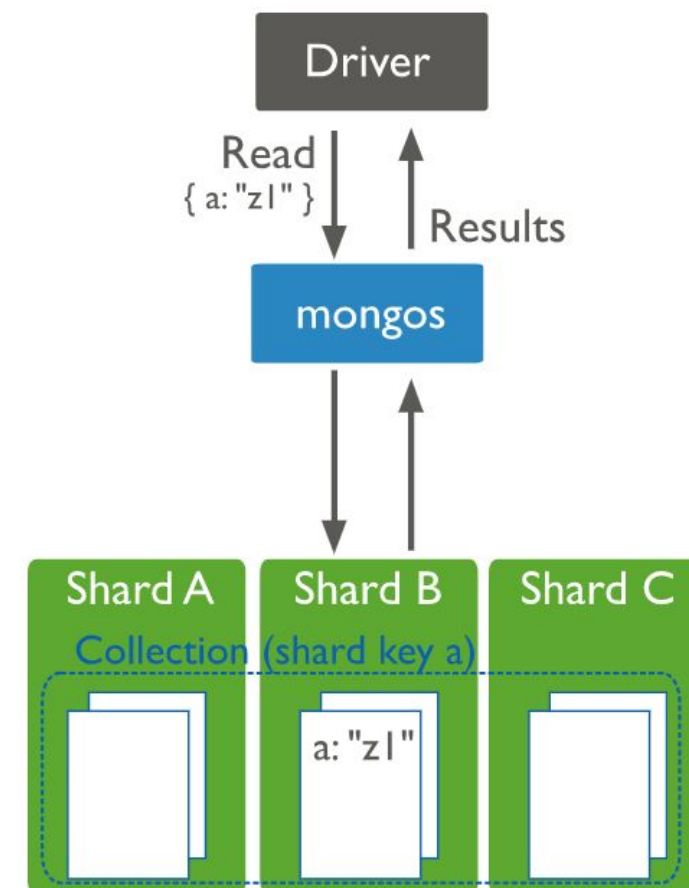 Driver
Read
{ a: "z1" }
Results
mongos
Shard A
Shard B
Shard C
Collection (shard key a)
a: "z1"